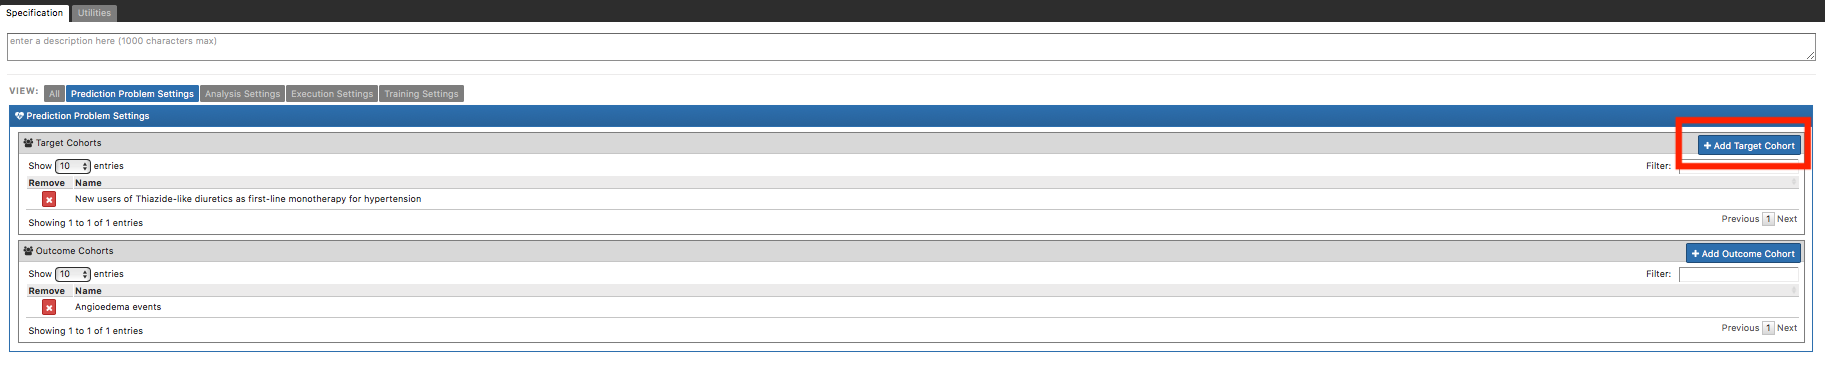 Specification Utilities
enter a description here (1000 characters max)
VIEW: All Prediction Problem Settings Analysis Settings Execution Settings Training Settings
Prediction Problem Settings
Target Cohorts + Add Target Cohort
Show 10 entries Filter:
Remove Name
New users of Thiazide-like diuretics as first-line monotherapy for hypertension
Showing 1 to 1 of 1 entries Previous 1 Next
Outcome Cohorts + Add Outcome Cohort
Show 10 entries Filter:
Remove Name
Angioedema events
Showing 1 to 1 of 1 entries Previous 1 Next